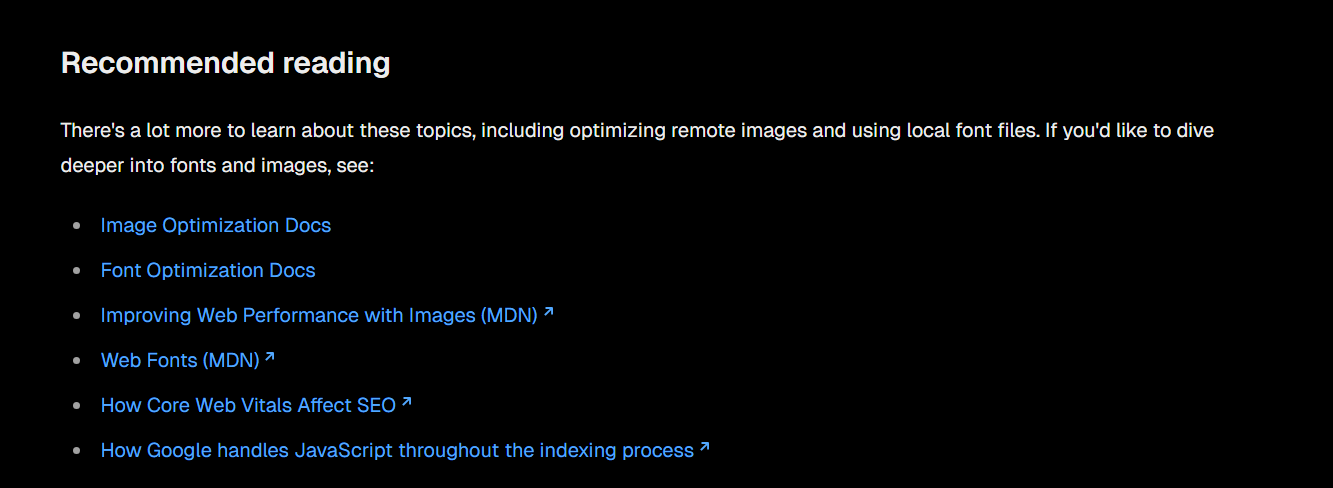 Recommended reading
There's a lot more to learn about these topics, including optimizing remote images and using local font files. If you'd like to dive
deeper into fonts and images, see:
Image Optimization Docs
Font Optimization Docs
Improving Web Performance with Images (MDN)
Web Fonts (MDN)
How Core Web Vitals Affect SEO
How Google handles JavaScript throughout the indexing process